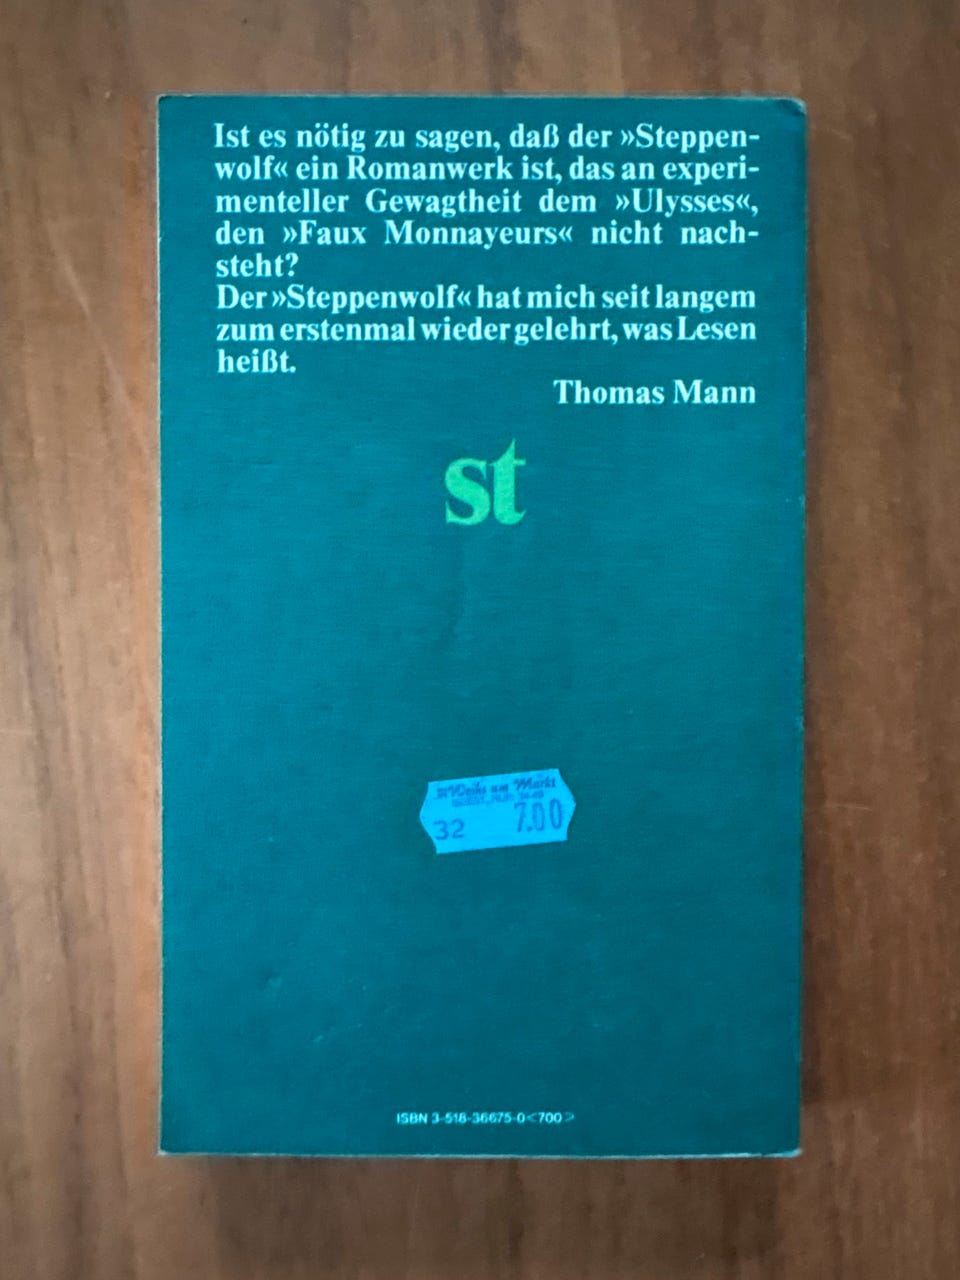 Ist es nötig zu sagen, daß der »Steppen-
wolf« ein Romanwerk ist, das an experi-
menteller Gewagtheit dem »Ulysses«,
den »Faux Monnayeurs« nicht nach-
steht?
Der »Steppenwolf« hat mich seit langem
zum erstenmal wieder gelehrt, was Lesen
heißt.
Thomas Mann
st
am Markt
32 7.00
ISBN 3-518-36675-0<700>